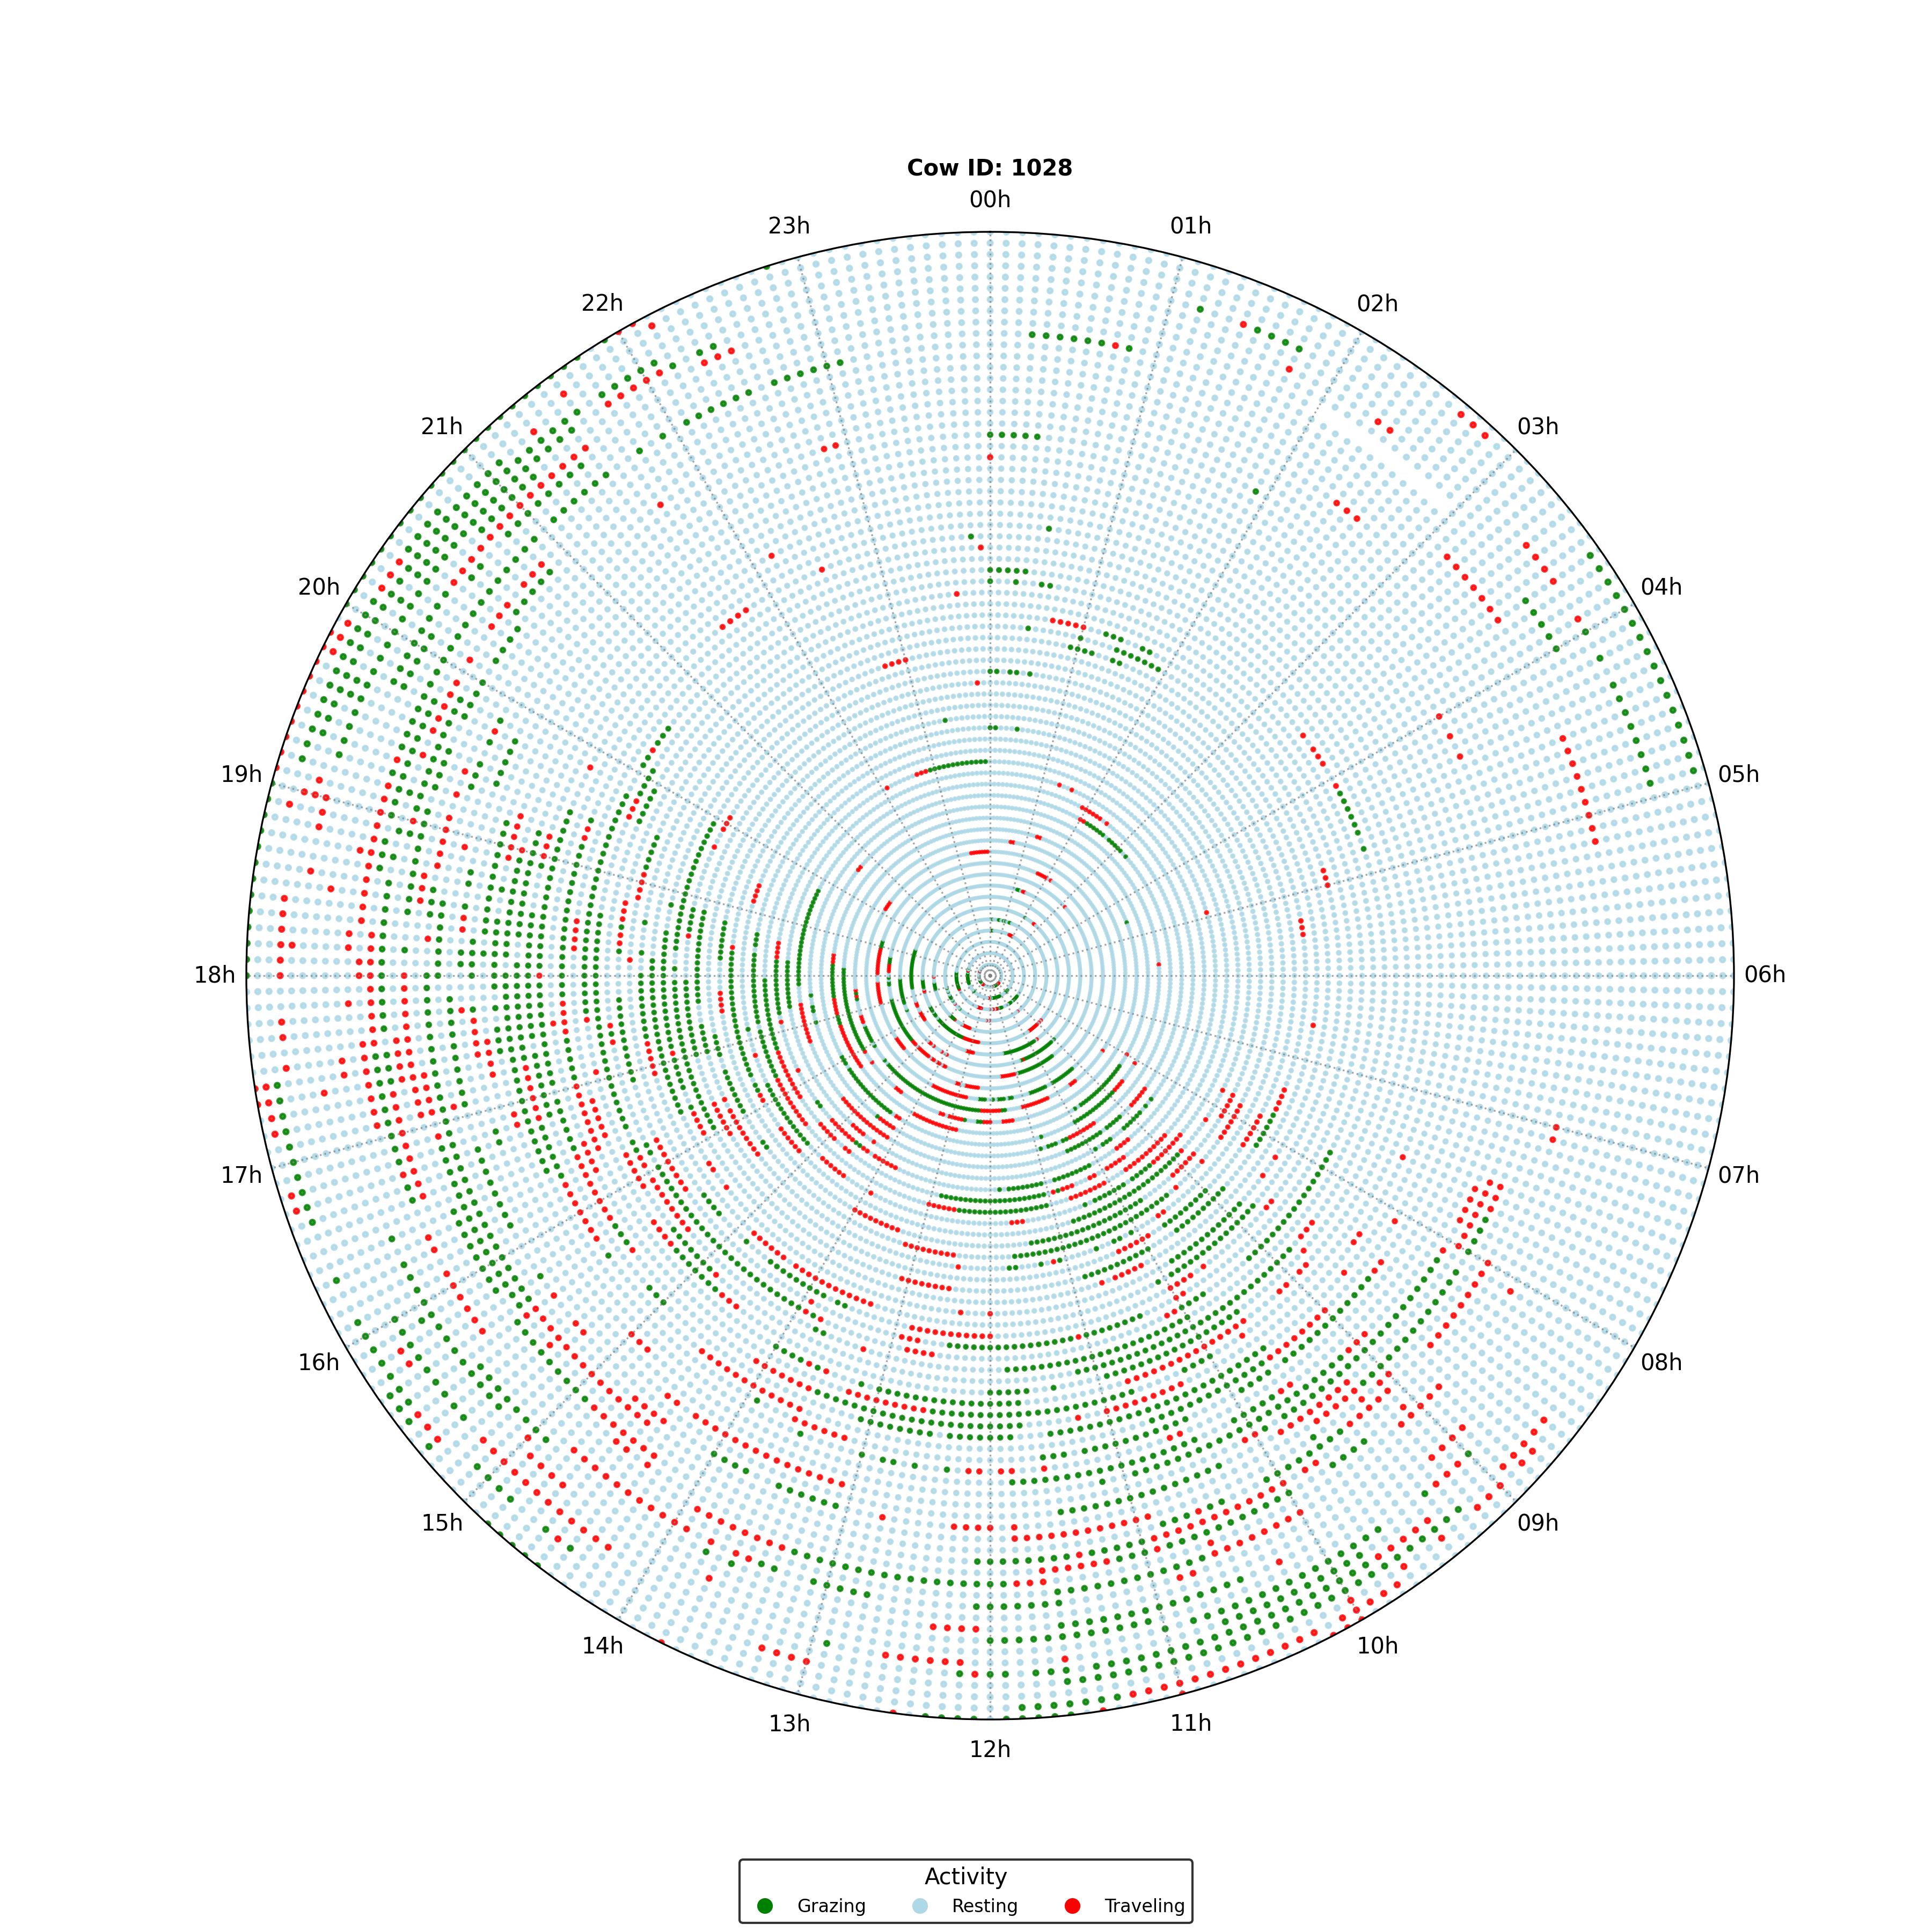 Cow ID: 1028
00h
23h
01h
22h
02h
21h
03h
20h
04h
19h
05h
18h
06h
17h
07h
16h
08h
15h
09h
14h
10h
13h
11h
12h
Activity
Grazing
Resting
Traveling